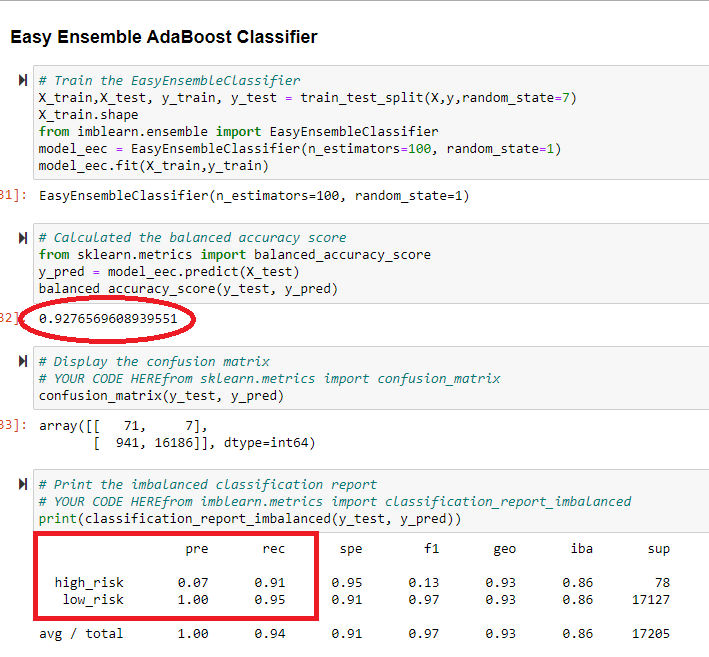 Easy Ensemble AdaBoost Classifier
# Train the EasyEnsembleClassifier
X_train,X_test, y_train, y_test = train_test_split(X,y,random_state=7)
X_train.shape
from imblearn.ensemble import EasyEnsembleClassifier
model_eec = EasyEnsembleClassifier(n_estimators=100, random_state=1)
model_eec.fit(X_train,y_train)
31]: EasyEnsembleClassifier(n_estimators=100, random_state=1)
# Calculated the balanced accuracy score
from sklearn.metrics import balanced_accuracy_score
y_pred = model_eec.predict(X_test)
balanced_accuracy_score(y_test, y_pred)
32]: 0.9276569608939551
# Display the confusion matrix
# YOUR CODE HEREfrom sklearn.metrics import confusion_matrix
confusion_matrix(y_test, y_pred)
33]: array([[   71,     7],
[  941, 16186]], dtype=int64)
# Print the imbalanced classification report
# YOUR CODE HEREfrom imblearn.metrics import classification_report_imbalanced
print(classification_report_imbalanced(y_test, y_pred))
pre rec spe f1 geo iba sup
high_risk 0.07 0.91 0.95 0.13 0.93 0.86 78
low_risk 1.00 0.95 0.91 0.97 0.93 0.86 17127
avg / total 1.00 0.94 0.91 0.97 0.93 0.86 17205